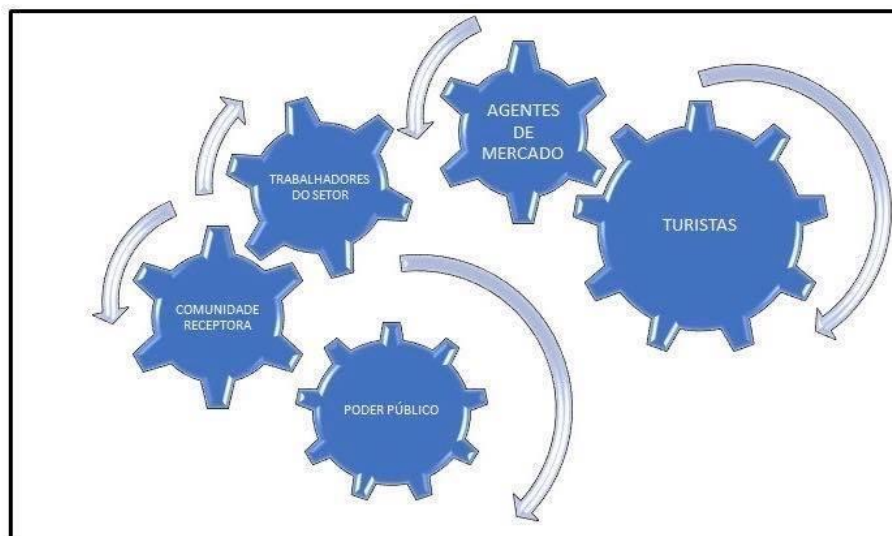 AGENTES
DE
MERCADO
TRABALHADORES
DO SETOR
TURISTAS
COMUNIDADE
RECEPTORA
PODER PÚBLICO